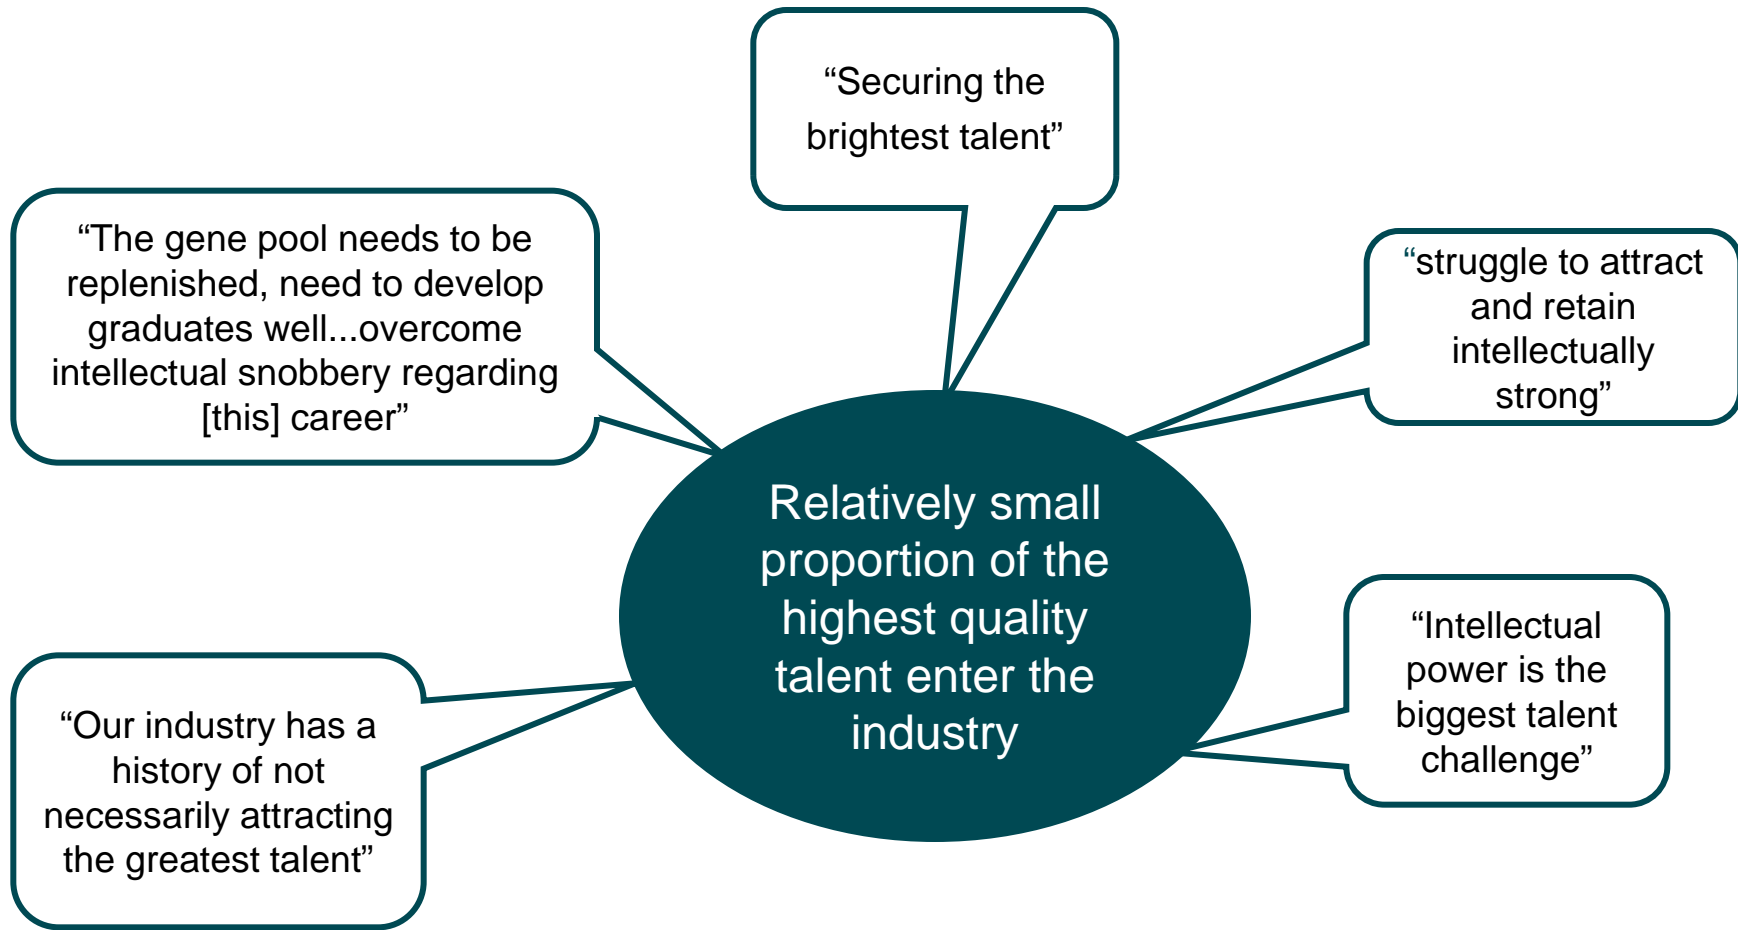 “Securing the
brightest talent”
“The gene pool needs to be
replenished, need to develop
graduates well...overcome
intellectual snobbery regarding
[this] career”
“struggle to attract
and retain
intellectually
strong”
Relatively small
proportion of the
highest quality
talent enter the
industry
“Intellectual
power is the
biggest talent
challenge”
“Our industry has a
history of not
necessarily attracting
the greatest talent”